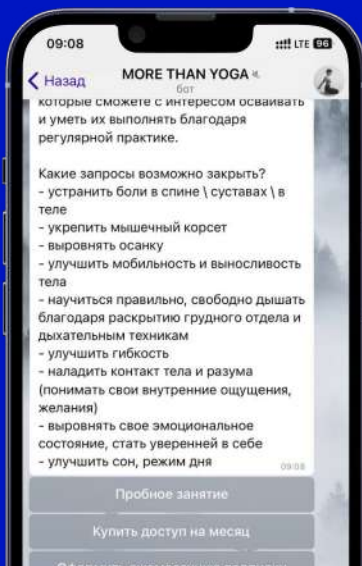 09:08
LTE 96
Назад
MORE THAN YOGA
бот
которые сможете с интересом осваивать
и уметь их выполнять благодаря
регулярной практике.
Какие запросы возможно закрыть?
- устранить боли в спине \ суставах \ в
теле
- укрепить мышечный корсет
- выровнять осанку
- улучшить мобильность и выносливость
тела
- научиться правильно, свободно дышать
благодаря раскрытию грудного отдела и
дыхательным техникам
- улучшить гибкость
- наладить контакт тела и разума
(понимать свои внутренние ощущения,
желания)
- выровнять свое эмоциональное
состояние, стать уверенней в себе
- улучшить сон, режим дня
09:08
Пробное занятие
Купить доступ на месяц